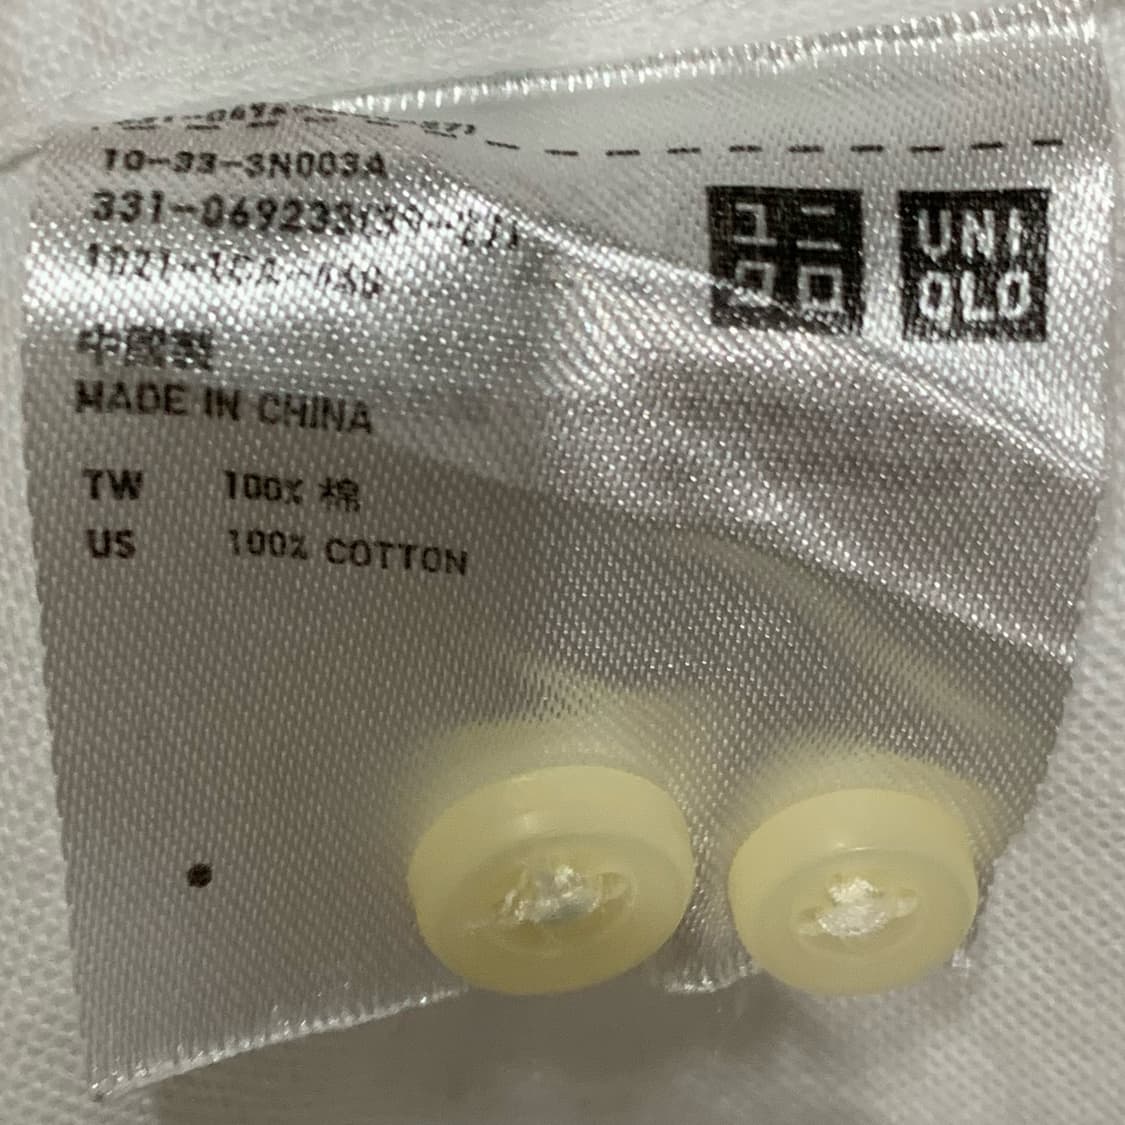 10-33-3N003A
中國製
MADE IN CHINA
TW 100% 棉
US 100% COTTON
ユニ
クロ
UNI
QLO